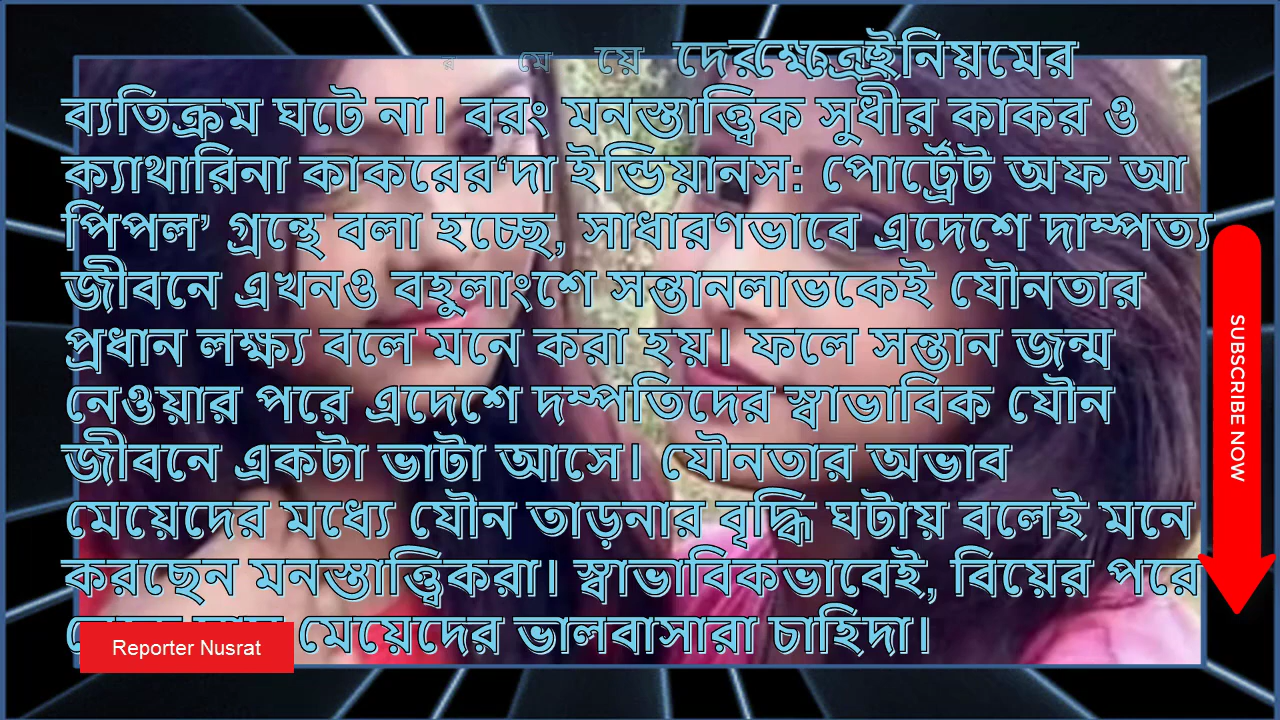 র মে য়ে দের নিয়মের
ব্যতিক্রম ঘটে না। বরং মনস্তাত্ত্বিক সুধীর কাকর ও
ক্যাথারিনা কাকরের‘দা ইন্ডিয়ানস: পোর্ট্রেট অফ আ
পিপল’ গ্রন্থে বলা হচ্ছে, সাধারণভাবে এদেশে দাম্পত্য
জীবনে এখনও বহুলাংশে সন্তানলাভকেই যৌনতার
প্রধান লক্ষ্য বলে মনে করা হয়। ফলে সন্তান জন্ম
নেওয়ার পরে এদেশে দম্পতিদের স্বাভাবিক যৌন
জীবনে একটা ভাটা আসে। যৌনতার অভাব
মেয়েদের মধ্যে যৌন তাড়নার বৃদ্ধি ঘটায় বলেই মনে
করছেন মনস্তাত্ত্বিকরা। স্বাভাবিকভাবেই, বিয়ের পরে
মেয়েদের ভালবাসারা চাহিদা।
Reporter Nusrat
SUBSCRIBE NOW